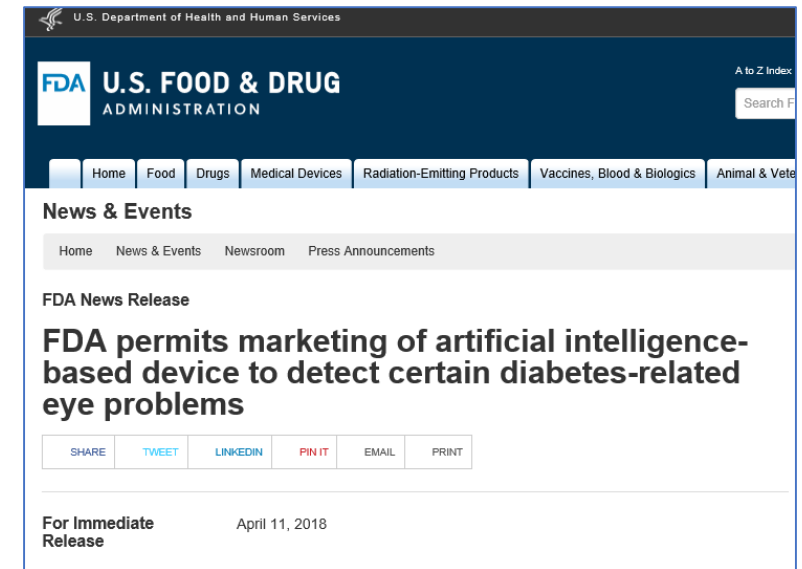 U.S. Department of Health and Human Services
FDA U.S. FOOD & DRUG
ADMINISTRATION
A to Z Index
Search F
Home Food Drugs Medical Devices Radiation-Emitting Products Vaccines, Blood & Biologics Animal & Vete
News & Events
Home News & Events Newsroom Press Announcements
FDA News Release
FDA permits marketing of artificial intelligence-
based device to detect certain diabetes-related
eye problems
SHARE TWEET LINKEDIN PIN IT EMAIL PRINT
For Immediate April 11, 2018
Release